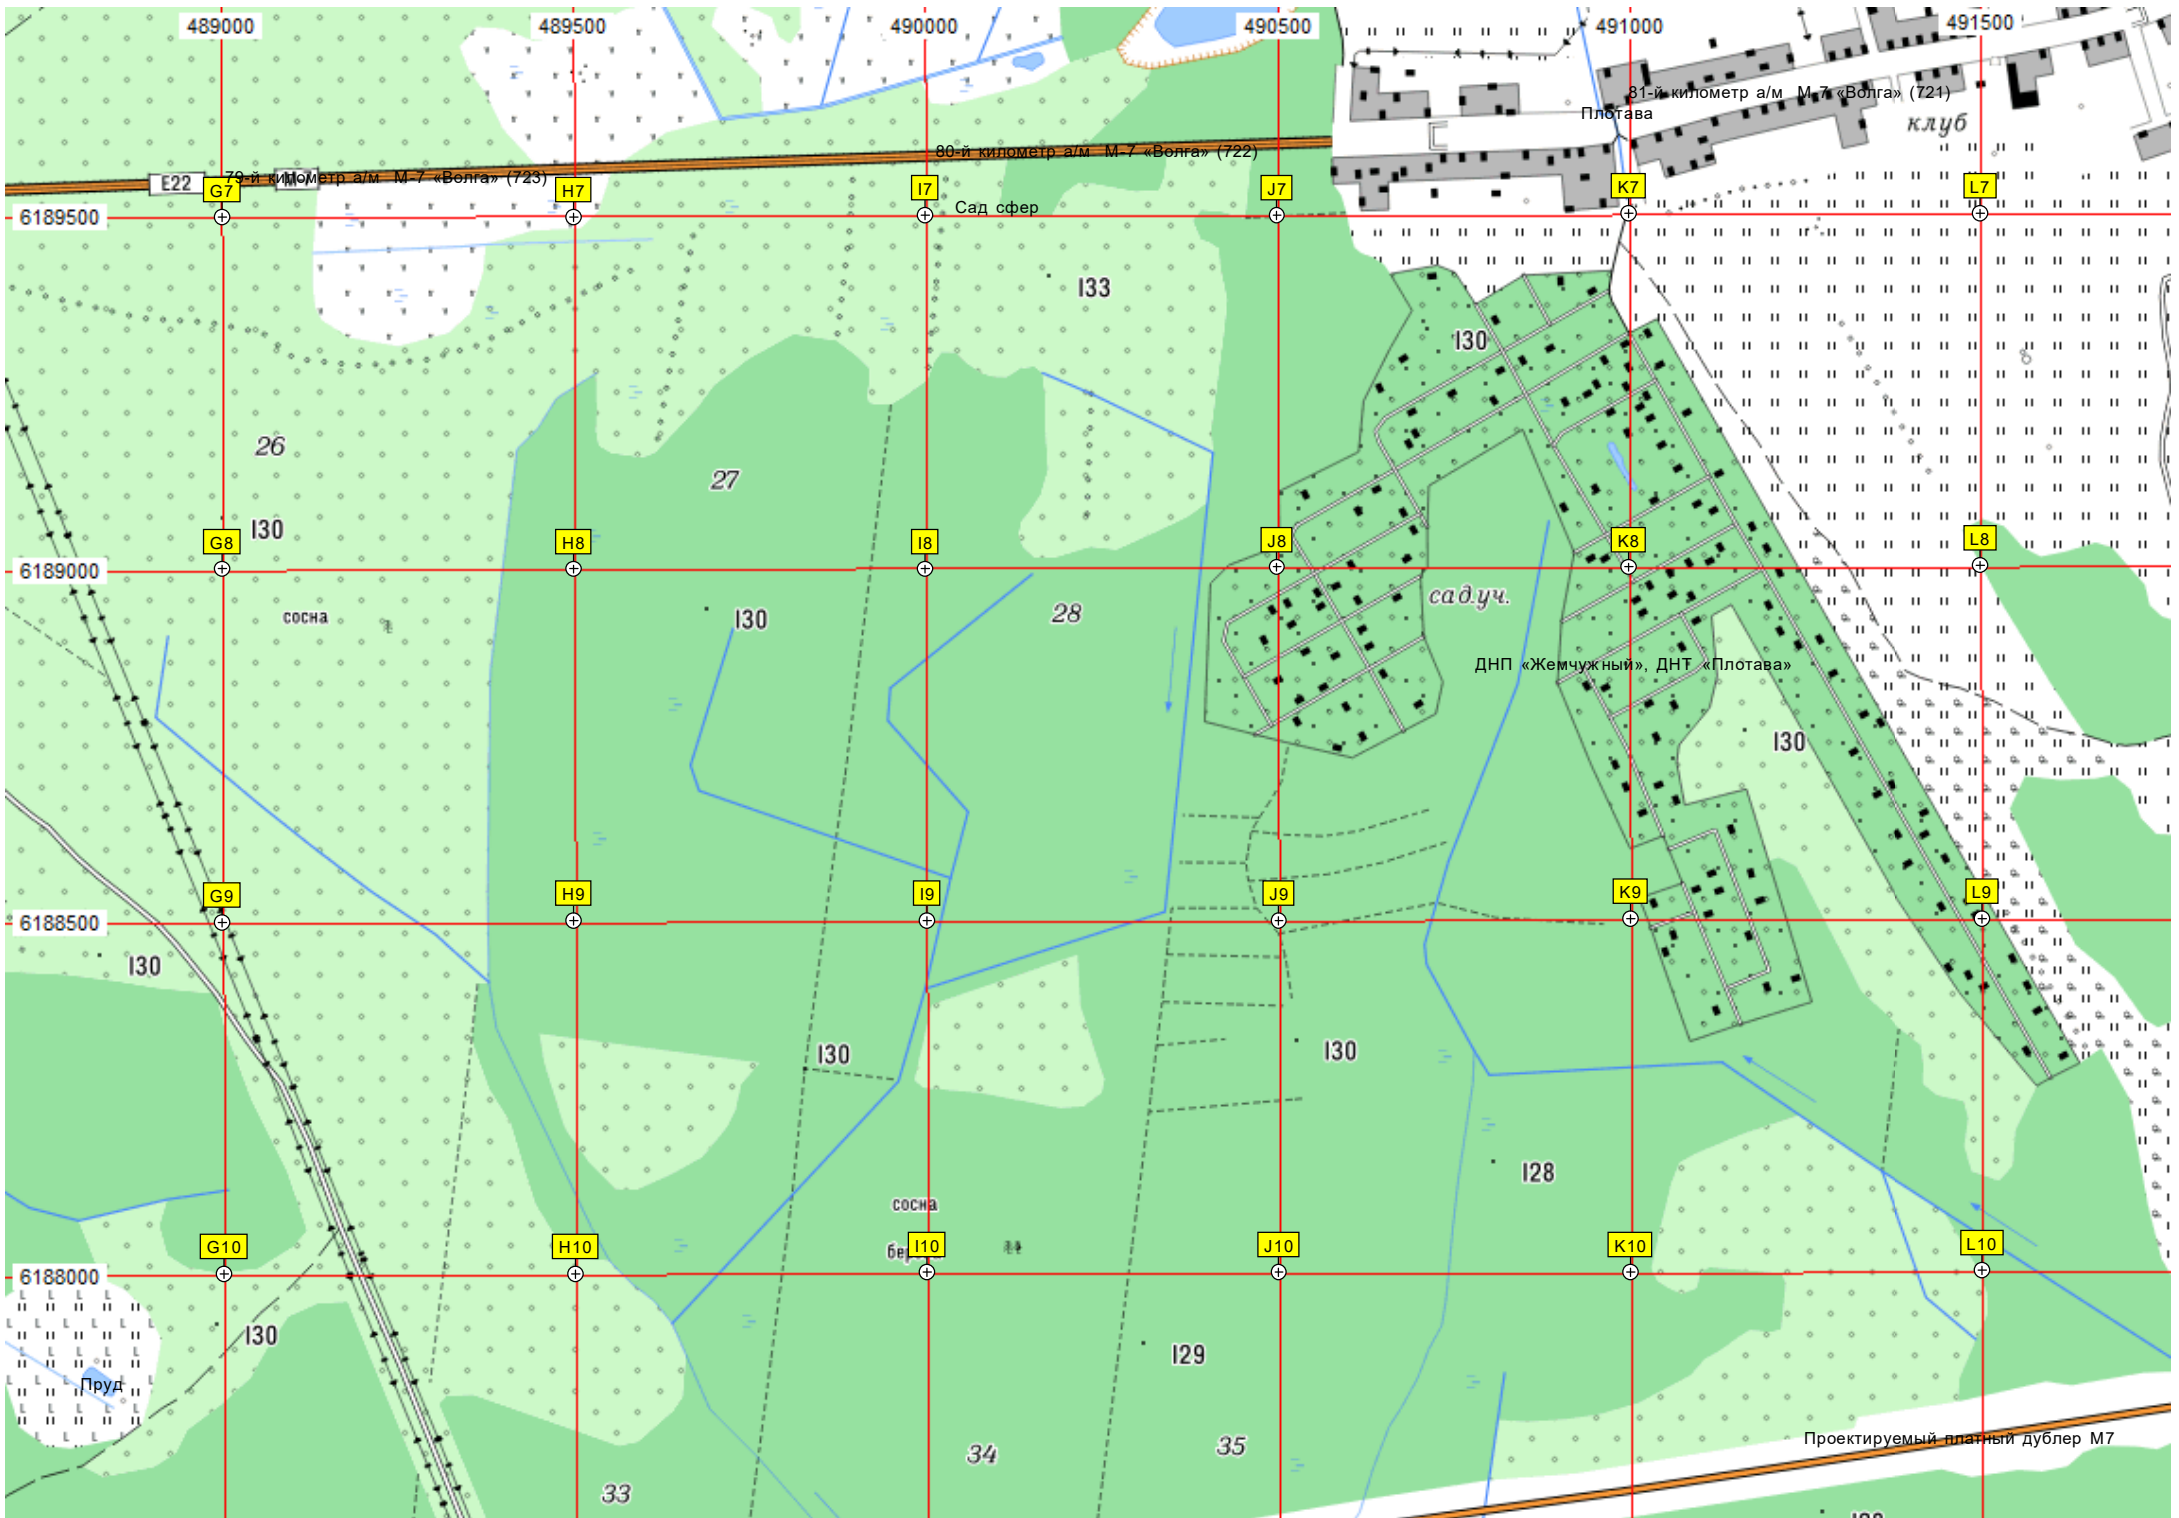 489000 489500 490000 490500 491000 491500
81-й километр а/м М-7 «Волга» (721)
Плотава
клуб
80-й километр а/м М-7 «Волга» (722)
E22 М-7
79-й километр а/м М-7 «Волга» (723)
G7 H7 I7 J7 K7 L7
Сад сфер
6189500
133
130
26
27
130
G8 H8 I8 J8 K8 L8
6189000
сосна
130
28
сад.уч.
ДНП «Жемчужный», ДНТ «Плотава»
130
G9 H9 I9 J9 K9 L9
6188500
130
130
130
128
сосна
G10 H10 I10 J10 K10 L10
6188000
130
129
Пруд
Проектируемый платный дублер М7
34
35
33